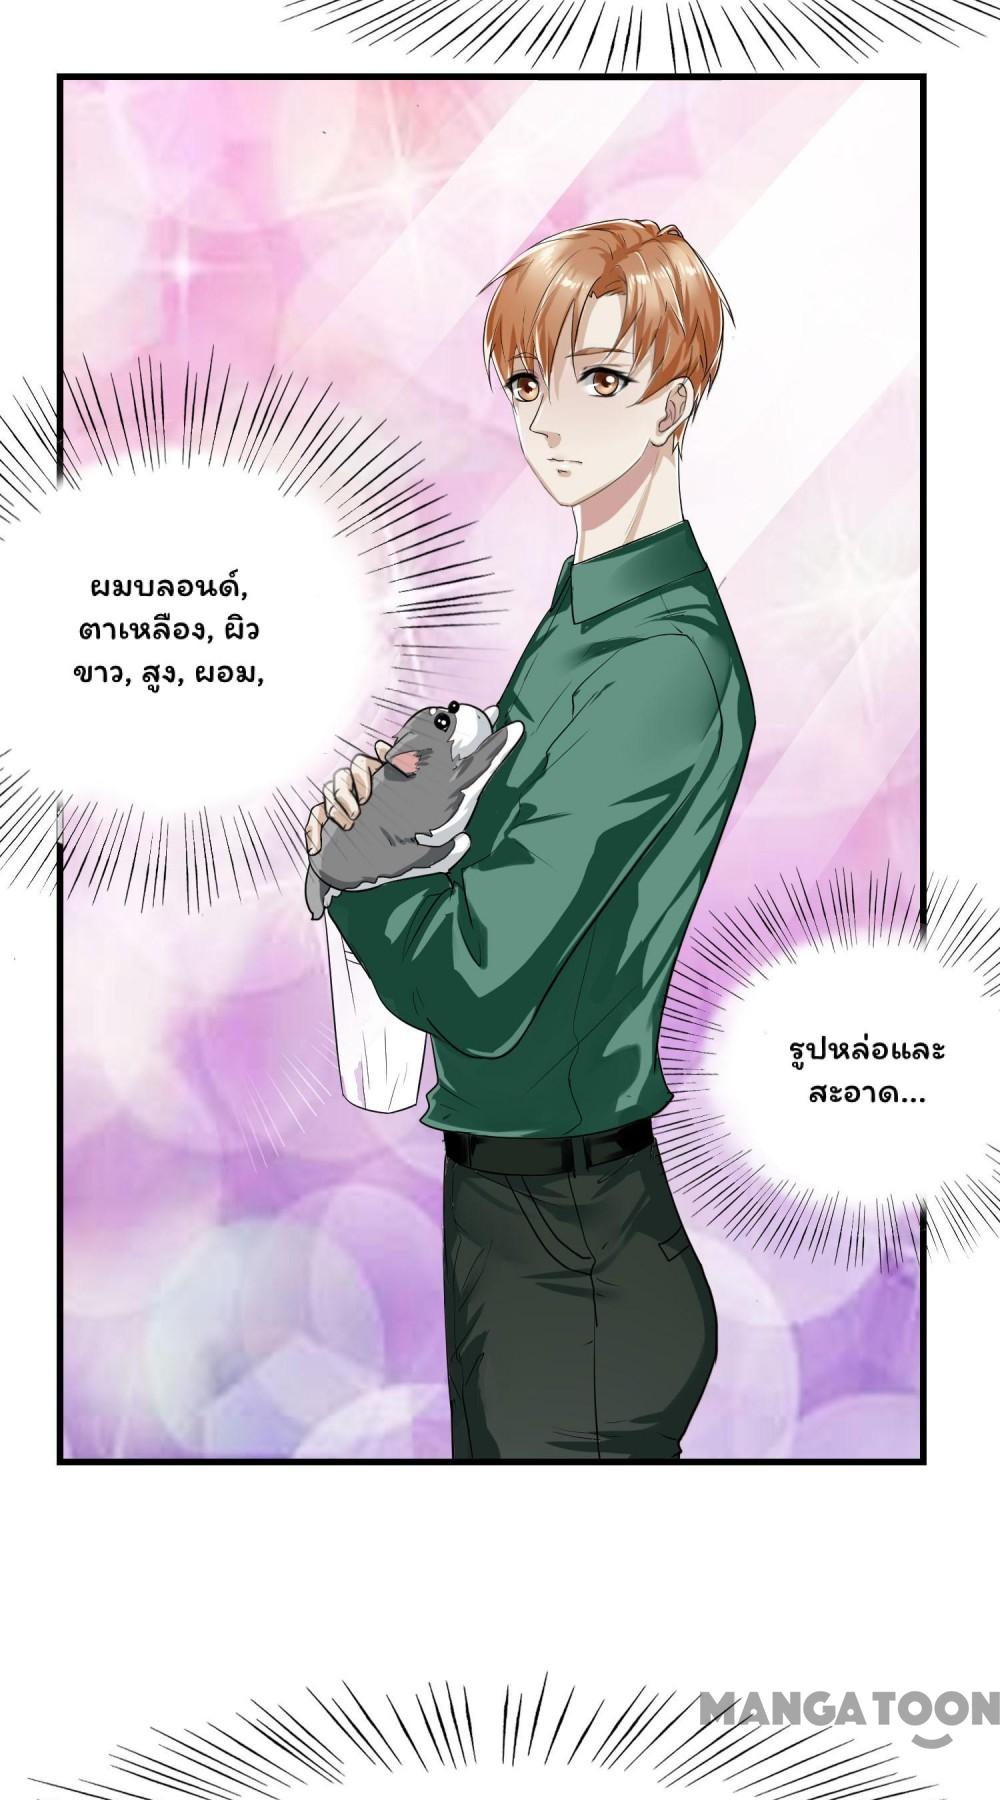 ผมบลอนด์,
ตาเหลือง, ผิว
ขาว, สูง, ผอม,
รูปหล่อและ
สะอาด...
MANGATOON